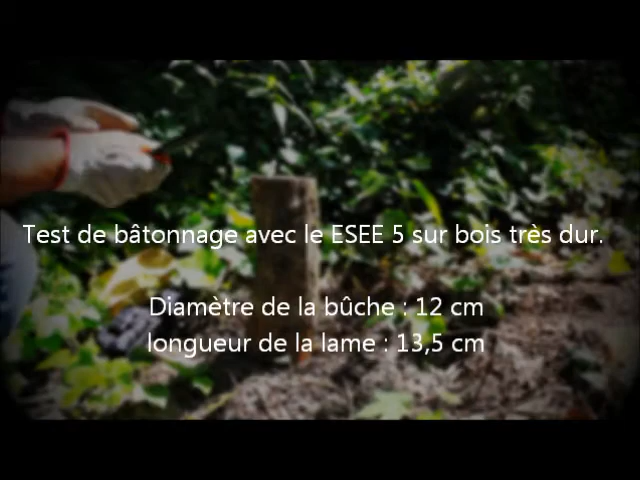 Test de bâtonnage avec le ESEE 5 sur bois très dur.
Diamètre de la bûche : 12 cm
longueur de la lame : 13,5 cm